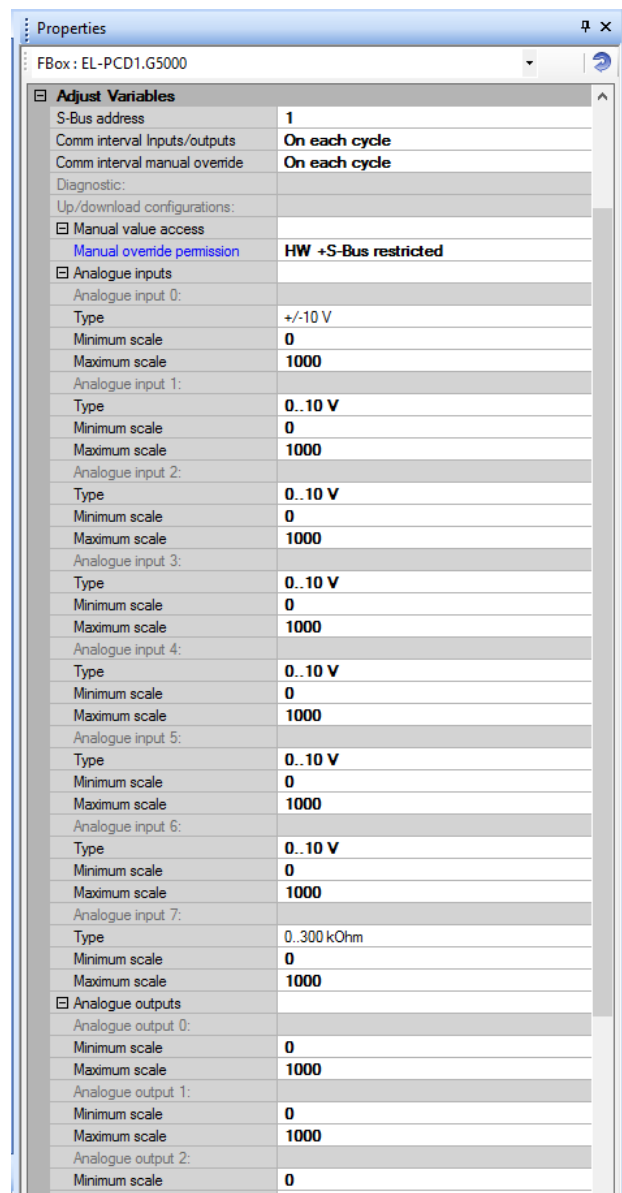 Properties
FBox : EL-PCD1.G5000
Adjust Variables
S-Bus address 1
Comm interval Inputs/outputs On each cycle
Comm interval manual override On each cycle
Diagnostic:
Up/download configurations:
Manual value access
Manual override permission HW +S-Bus restricted
Analogue inputs
Analogue input 0:
Type +/-10 V
Minimum scale 0
Maximum scale 1000
Analogue input 1:
Type 0..10 V
Minimum scale 0
Maximum scale 1000
Analogue input 2:
Type 0..10 V
Minimum scale 0
Maximum scale 1000
Analogue input 3:
Type 0..10 V
Minimum scale 0
Maximum scale 1000
Analogue input 4:
Type 0..10 V
Minimum scale 0
Maximum scale 1000
Analogue input 5:
Type 0..10 V
Minimum scale 0
Maximum scale 1000
Analogue input 6:
Type 0..10 V
Minimum scale 0
Maximum scale 1000
Analogue input 7:
Type 0..300 kOhm
Minimum scale 0
Maximum scale 1000
Analogue outputs
Analogue output 0:
Minimum scale 0
Maximum scale 1000
Analogue output 1:
Minimum scale 0
Maximum scale 1000
Analogue output 2:
Minimum scale 0